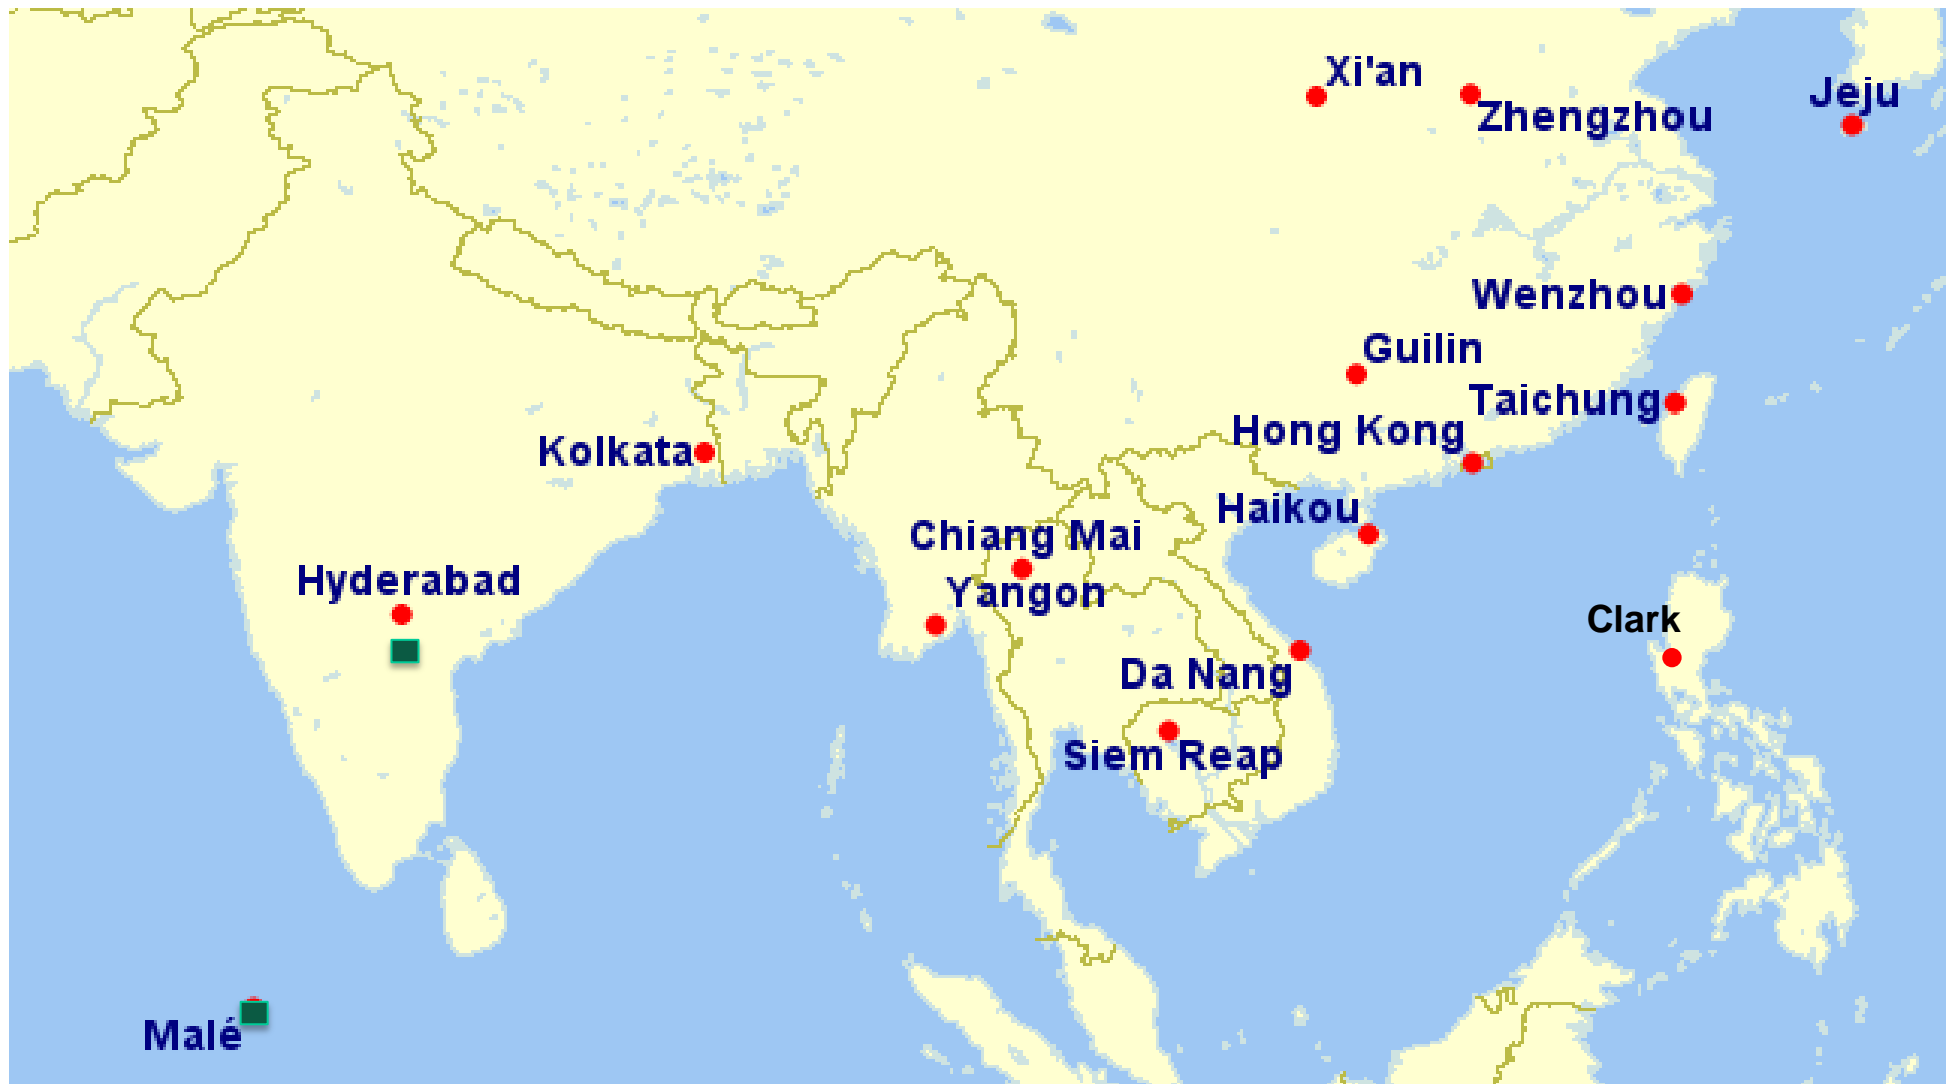 Xi'an
Jeju
Zhengzhou
Wenzhou
Guilin
Taichung
Hong Kong
Kolkata
Haikou
Chiang Mai
Hyderabad
Yangon
Clark
Da Nang
Siem Reap
Malé